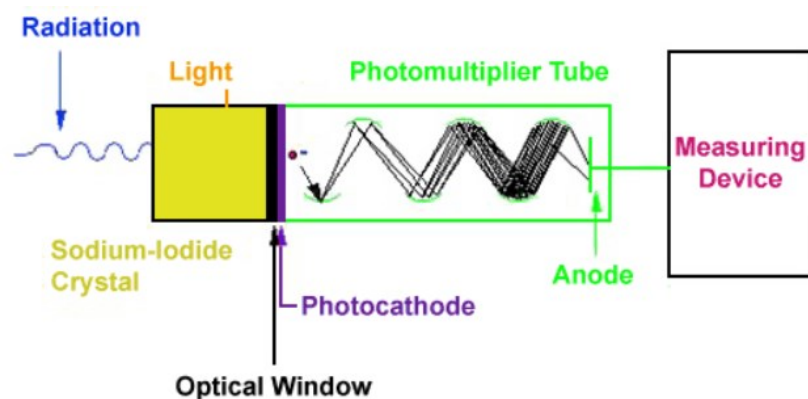 Radiation
Light
Photomultiplier Tube
-
Measuring
Device
Sodium-Iodide
Crystal
Anode
Photocathode
Optical Window